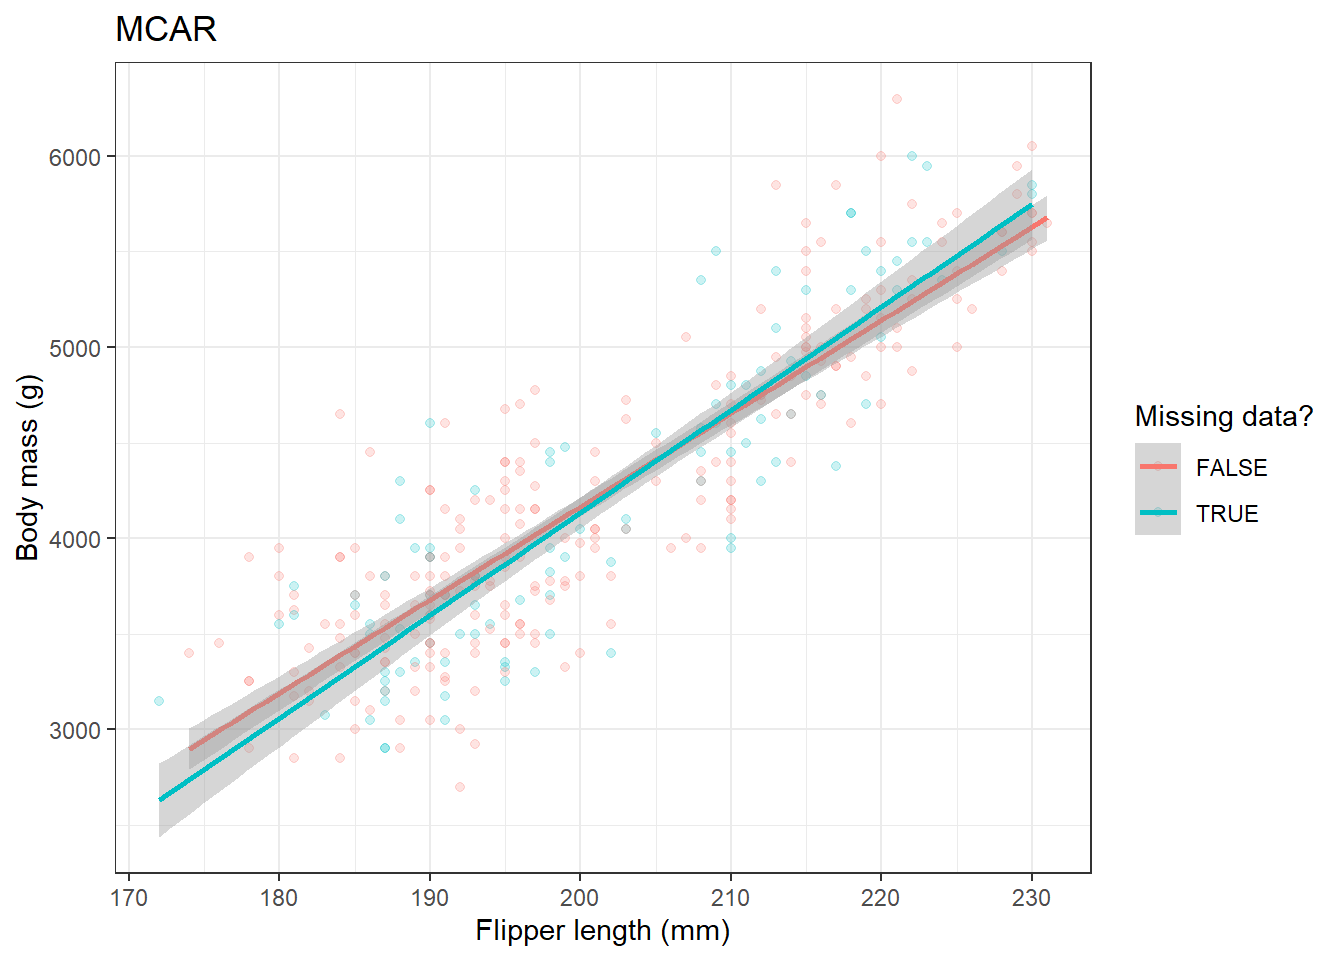 MCAR
6000
5000
4000
3000
Body mass (g)
170 180 190 200 210 220 230
Flipper length (mm)
Missing data?
FALSE
TRUE